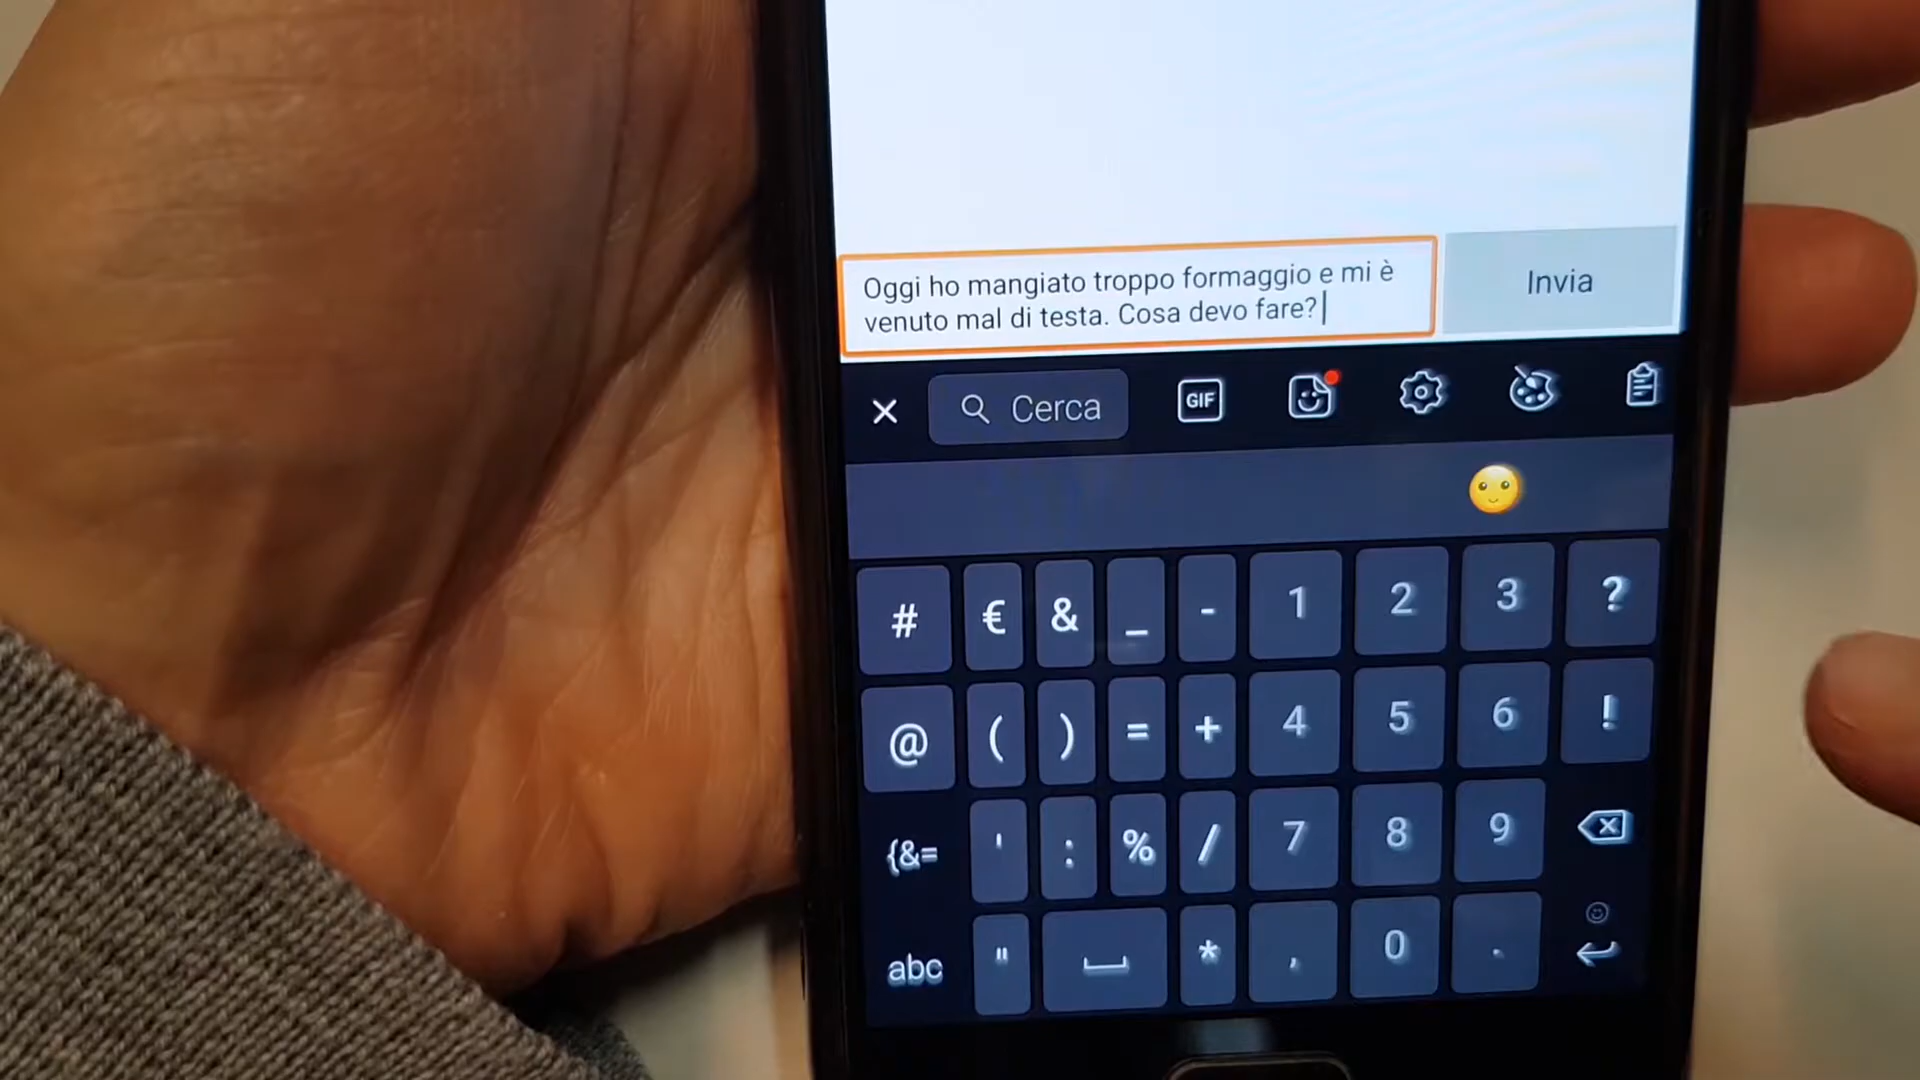 Oggi ho mangiato troppo formaggio e mi è
venuto mal di testa. Cosa devo fare?
Invia
Cerca
GIF
# € & _ - 1 2 3 ?
@ ( ) = + 4 5 6 !
{&= ' : % / 7 8 9
abc " * , 0 .